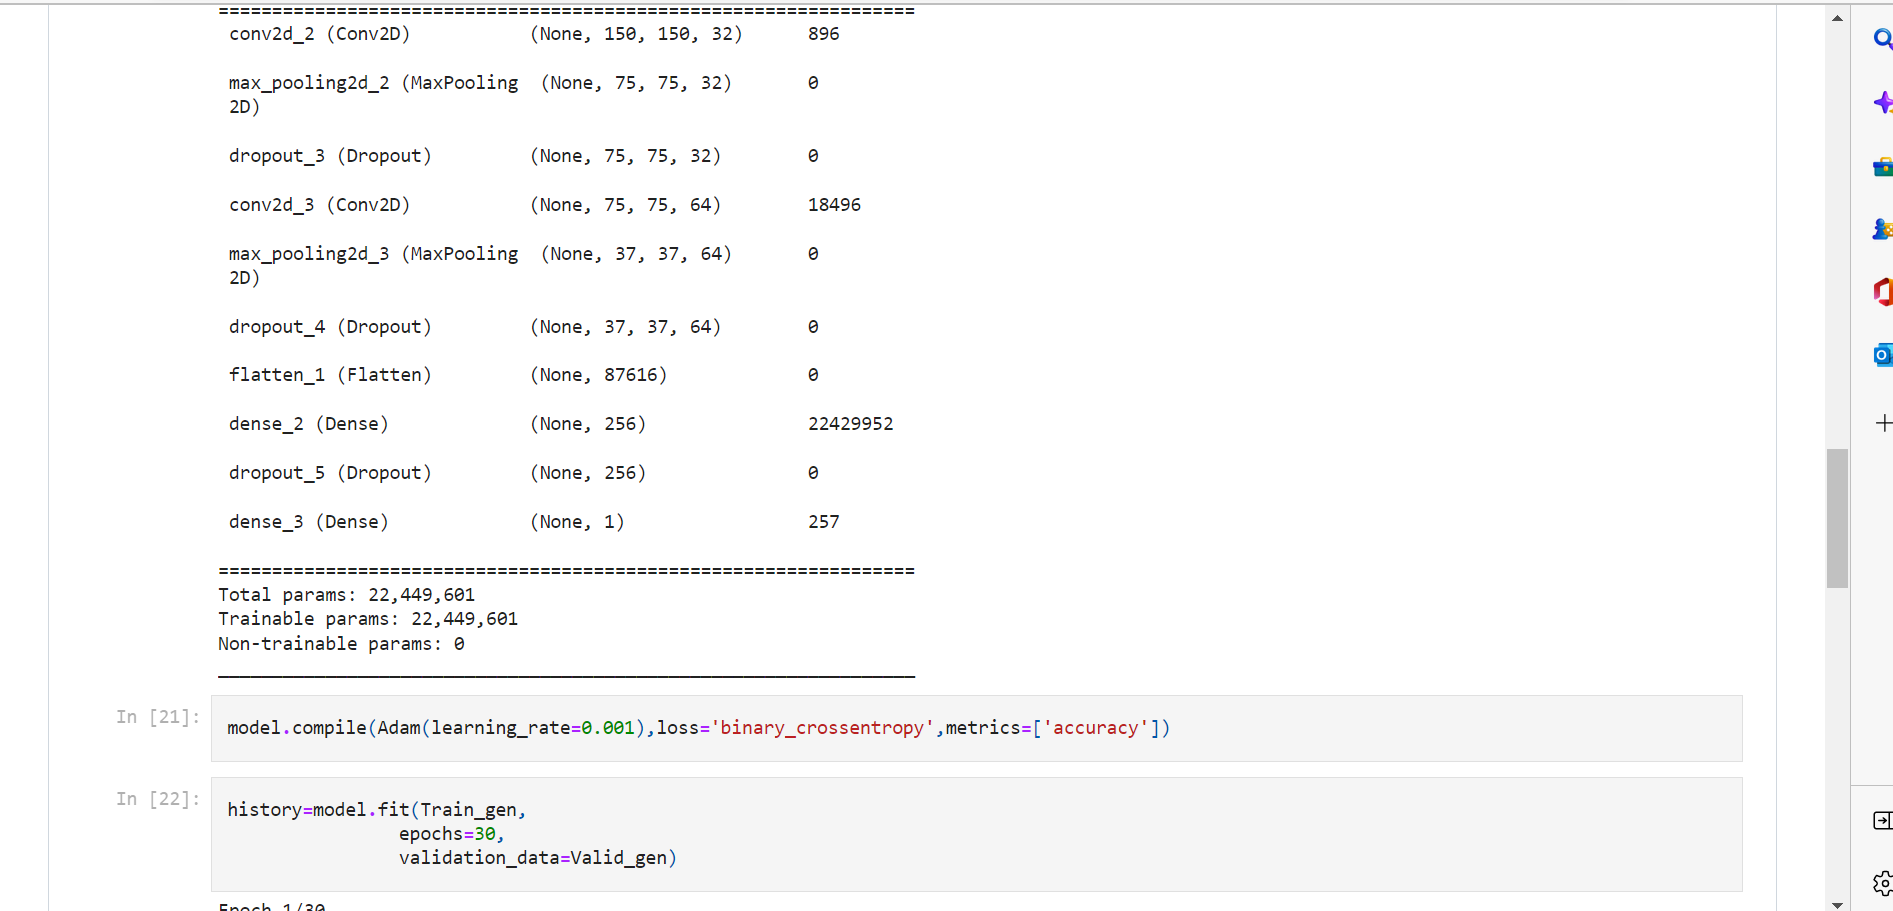 =================================================================
conv2d_2 (Conv2D) (None, 150, 150, 32) 896
max_pooling2d_2 (MaxPooling (None, 75, 75, 32) 0
2D)
dropout_3 (Dropout) (None, 75, 75, 32) 0
conv2d_3 (Conv2D) (None, 75, 75, 64) 18496
max_pooling2d_3 (MaxPooling (None, 37, 37, 64) 0
2D)
dropout_4 (Dropout) (None, 37, 37, 64) 0
flatten_1 (Flatten) (None, 87616) 0
dense_2 (Dense) (None, 256) 22429952
dropout_5 (Dropout) (None, 256) 0
dense_3 (Dense) (None, 1) 257
=================================================================
Total params: 22,449,601
Trainable params: 22,449,601
Non-trainable params: 0
_________________________________________________________________
In [21]: model.compile(Adam(learning_rate=0.001),loss='binary_crossentropy',metrics=['accuracy'])
In [22]: history=model.fit(Train_gen,
epochs=30,
validation_data=Valid_gen)
Epoch 1/30